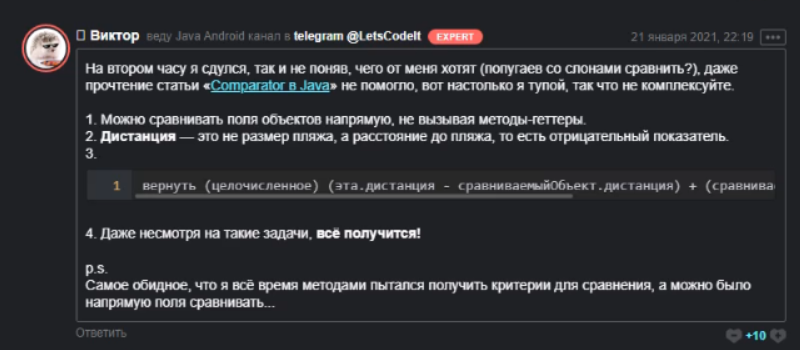 Виктор веду Java Android канал в telegram @LetsCodeIt EXPERT 21 января 2021, 22:19
На втором часу я сдулся, так и не поняв, чего от меня хотят (попугаев со слонами сравнить?), даже
прочтение статьи «Comparator в Java» не помогло, вот настолько я тупой, так что не комплексуйте.
1. Можно сравнивать поля объектов напрямую, не вызывая методы-геттеры.
2. Дистанция — это не размер пляжа, а расстояние до пляжа, то есть отрицательный показатель.
3.
1 вернуть (целочисленное) (эта.дистанция - сравниваемыйОбъект.дистанция) + (сравнива
4. Даже несмотря на такие задачи, всё получится!
p.s.
Самое обидное, что я всё время методами пытался получить критерии для сравнения, а можно было
напрямую поля сравнивать...
Ответить +10